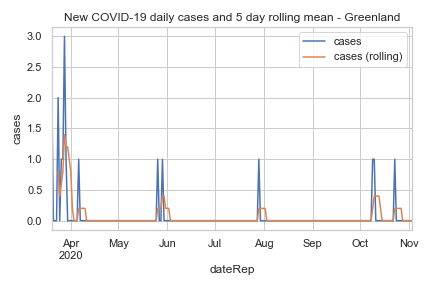 New COVID-19 daily cases and 5 day rolling mean - Greenland
cases
cases (rolling)
3.0
2.5
2.0
1.5
1.0
0.5
0.0
cases
Apr
2020
May
Jun
Jul
Aug
Sep
Oct
Nov
dateRep